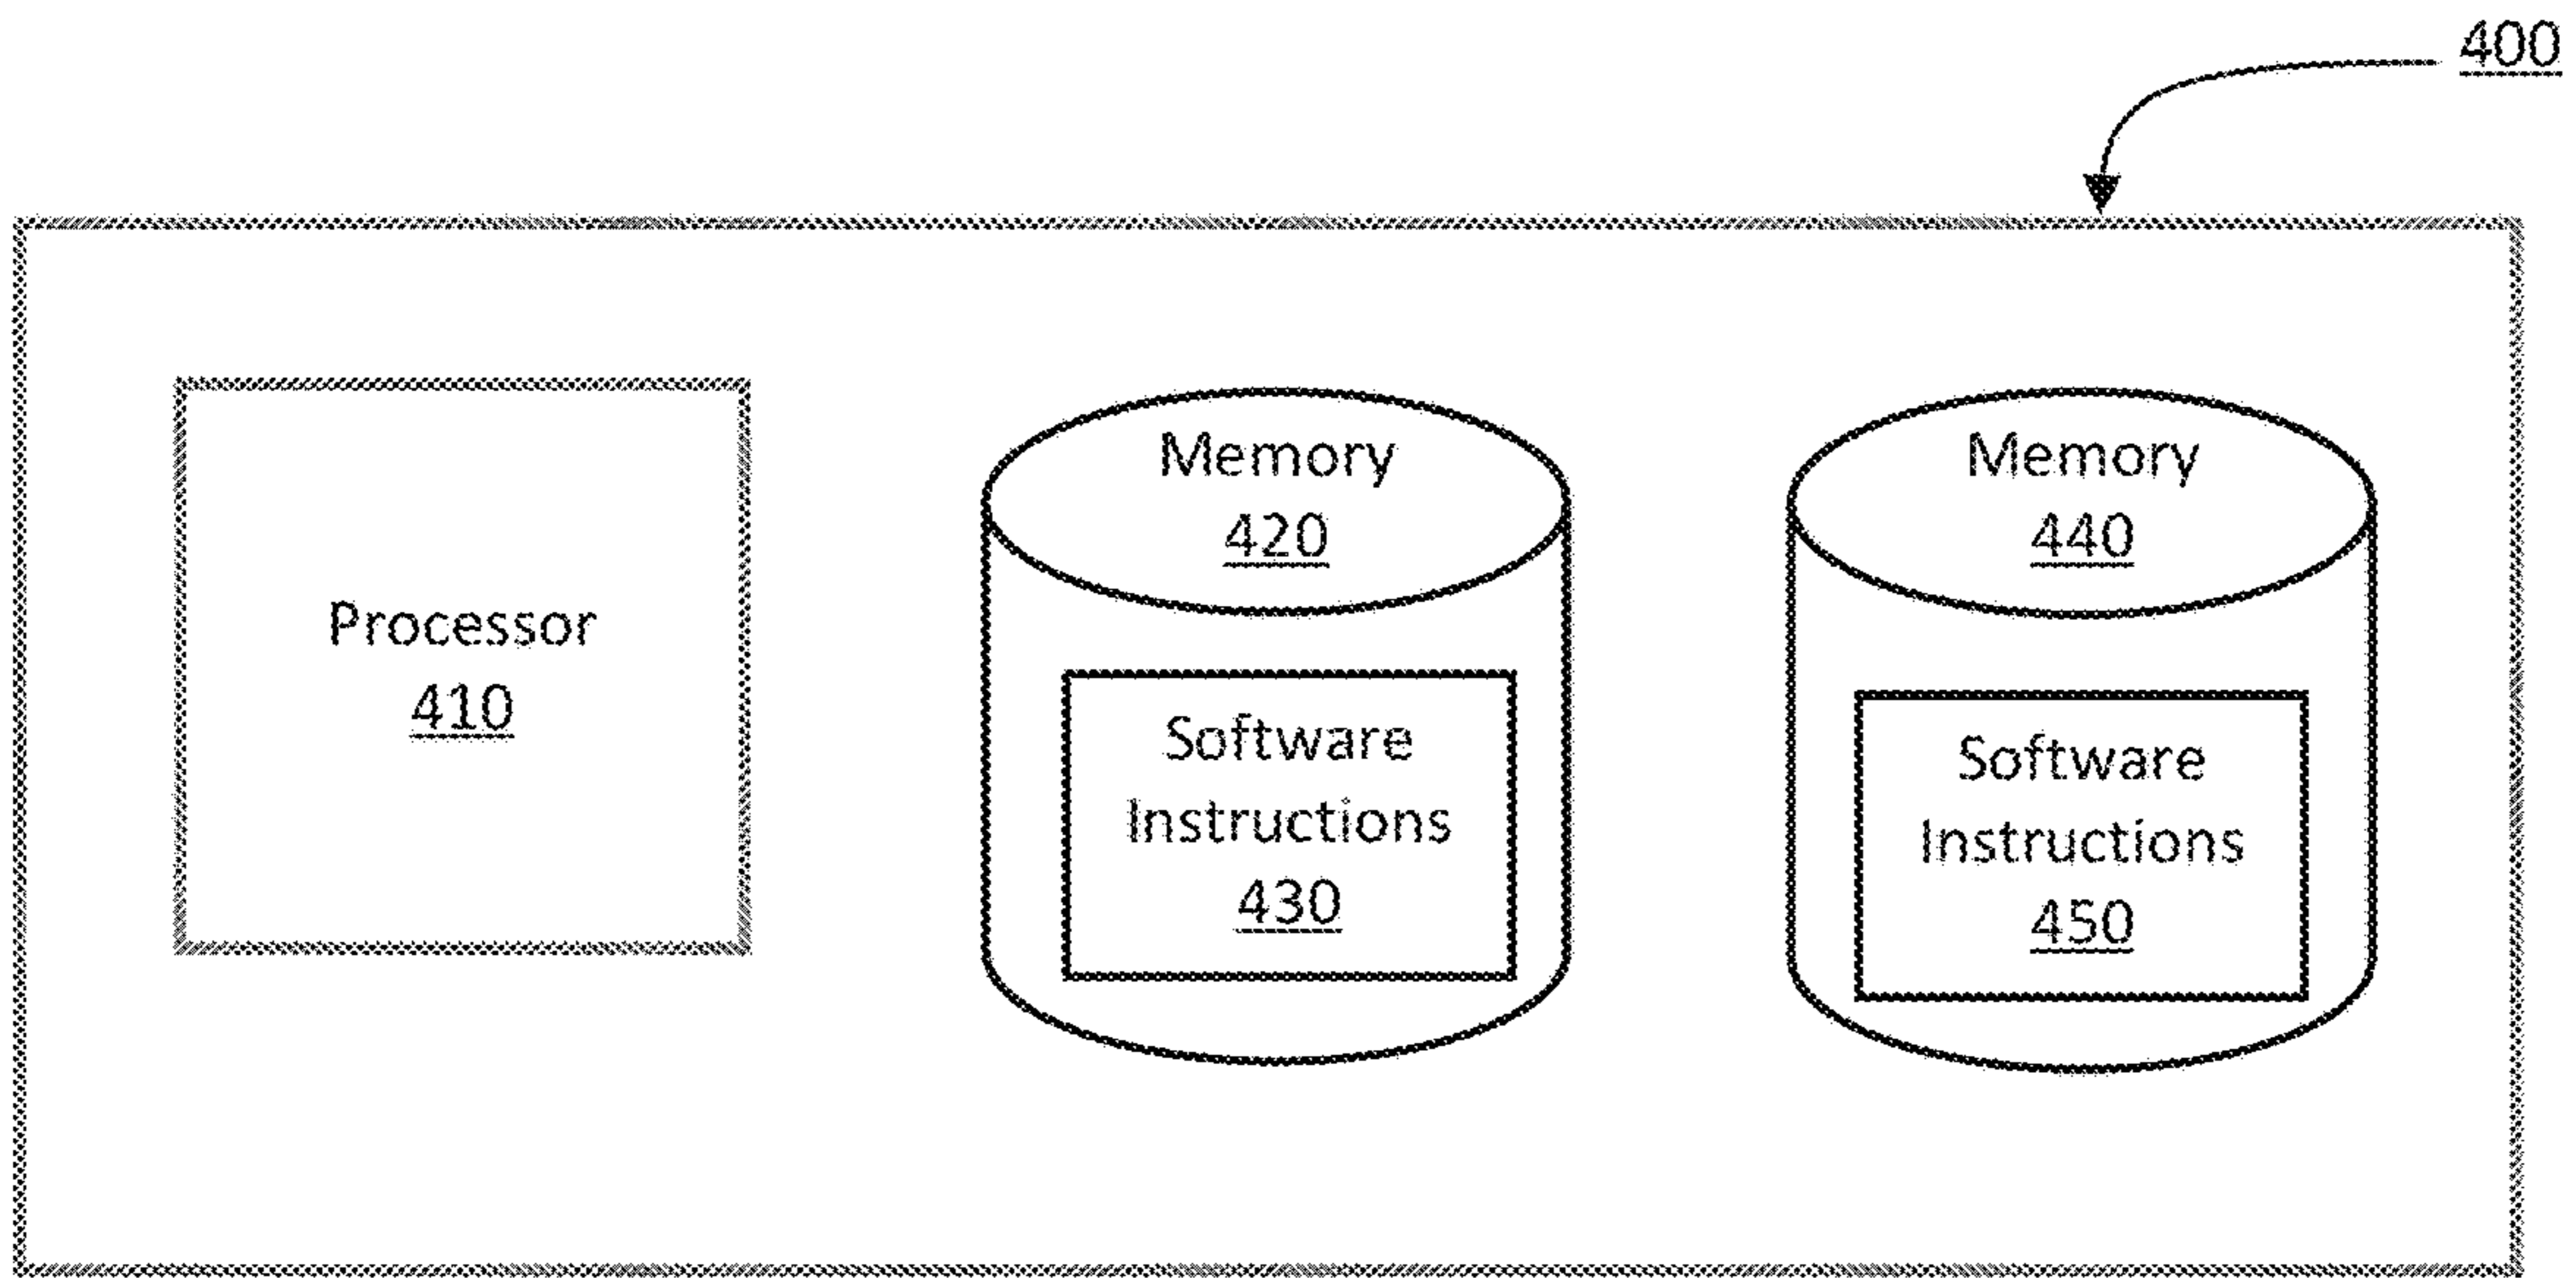 400
Processor
410
Memory
420
Software
Instructions
430
Memory
440
Software
Instructions
450